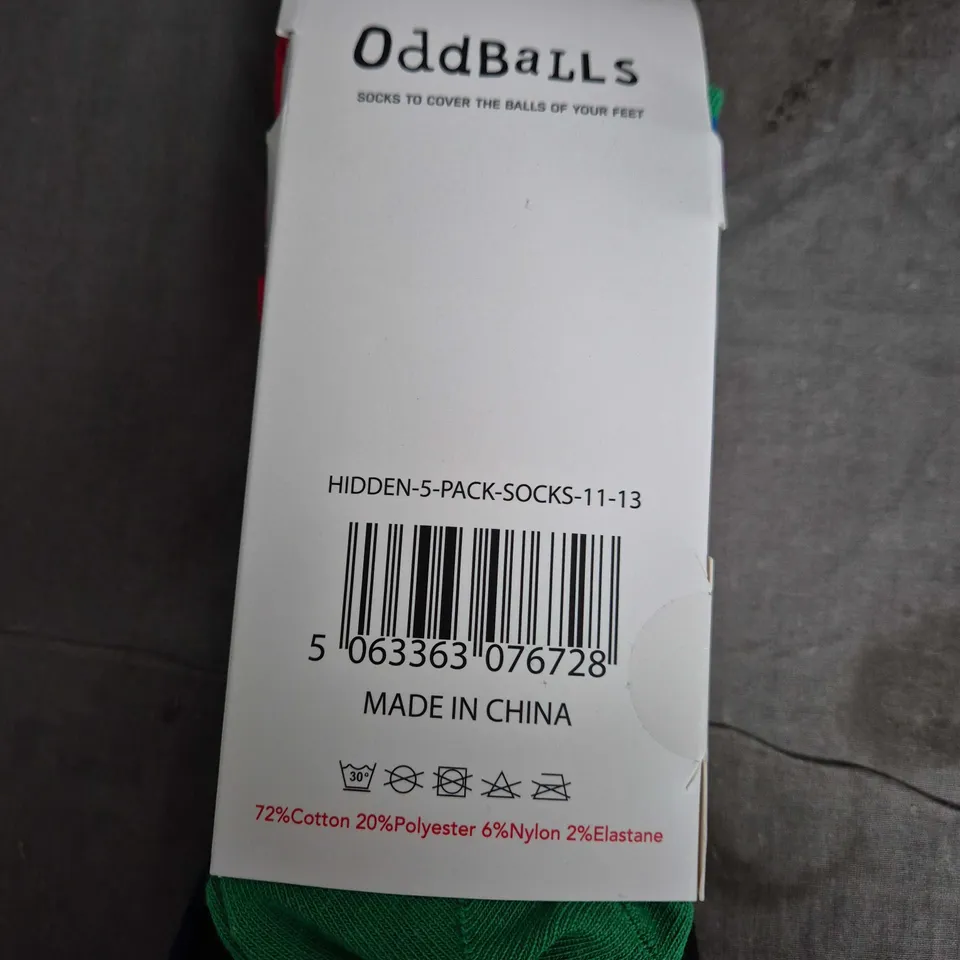 OddBaLLs
SOCKS TO COVER THE BALLS OF YOUR FEET
HIDDEN-5-PACK-SOCKS-11-13
5 063363 076728
MADE IN CHINA
30°
72%Cotton 20%Polyester 6%Nylon 2%Elastane